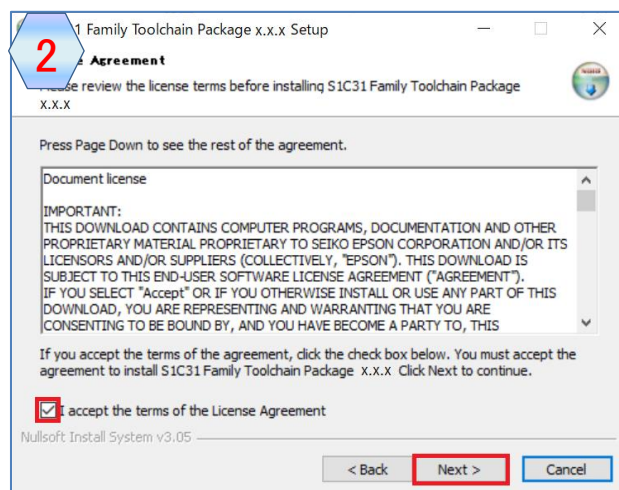 2
1 Family Toolchain Package x.x.x Setup
e Agreement
ease review the license terms before installing S1C31 Family Toolchain Package
x.x.x
Press Page Down to see the rest of the agreement.
Document license
IMPORTANT:
THIS DOWNLOAD CONTAINS COMPUTER PROGRAMS, DOCUMENTATION AND OTHER
PROPRIETARY MATERIAL PROPRIETARY TO SEIKO EPSON CORPORATION AND/OR ITS
LICENSORS AND/OR SUPPLIERS (COLLECTIVELY, "EPSON"). THIS DOWNLOAD IS
SUBJECT TO THIS END-USER SOFTWARE LICENSE AGREEMENT ("AGREEMENT").
IF YOU SELECT "Accept" OR IF YOU OTHERWISE INSTALL OR USE ANY PART OF THIS
DOWNLOAD, YOU ARE REPRESENTING AND WARRANTING THAT YOU ARE
CONSENTING TO BE BOUND BY, AND YOU HAVE BECOME A PARTY TO, THIS
If you accept the terms of the agreement, click the check box below. You must accept the
agreement to install S1C31 Family Toolchain Package x.x.x Click Next to continue.
I accept the terms of the License Agreement
Nullsoft Install System v3.05
< Back Next > Cancel